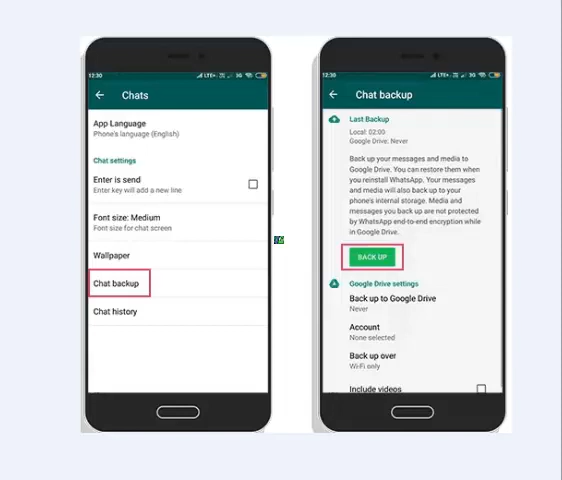 12:30
LTE+
3G
Chats
App Language
Phone's language (English)
Chat settings
Enter is send
Enter key will add a new line
Font size: Medium
Font size for chat screen
Wallpaper
Chat backup
Chat history
12:30
LTE+
3G
Chat backup
Last Backup
Local: 02:00
Google Drive: Never
Back up your messages and media to
Google Drive. You can restore them when
you reinstall WhatsApp. Your messages
and media will also back up to your
phone's internal storage. Media and
messages you back up are not protected
by WhatsApp end-to-end encryption while
in Google Drive.
BACK UP
Google Drive settings
Back up to Google Drive
Never
Account
None selected
Back up over
Wi-Fi only
Include videos